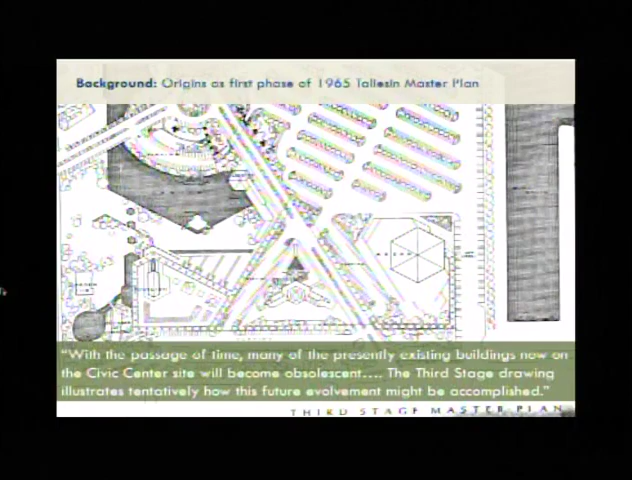 Background: Origins as first phase of 1965 Taliesin Master Plan
"With the passage of time, many of the presently existing buildings now on
the Civic Center site will become obsolescent.... The Third Stage drawing
illustrates tentatively how this future evolvement might be accomplished."
THIRD STAGE MASTER PLAN